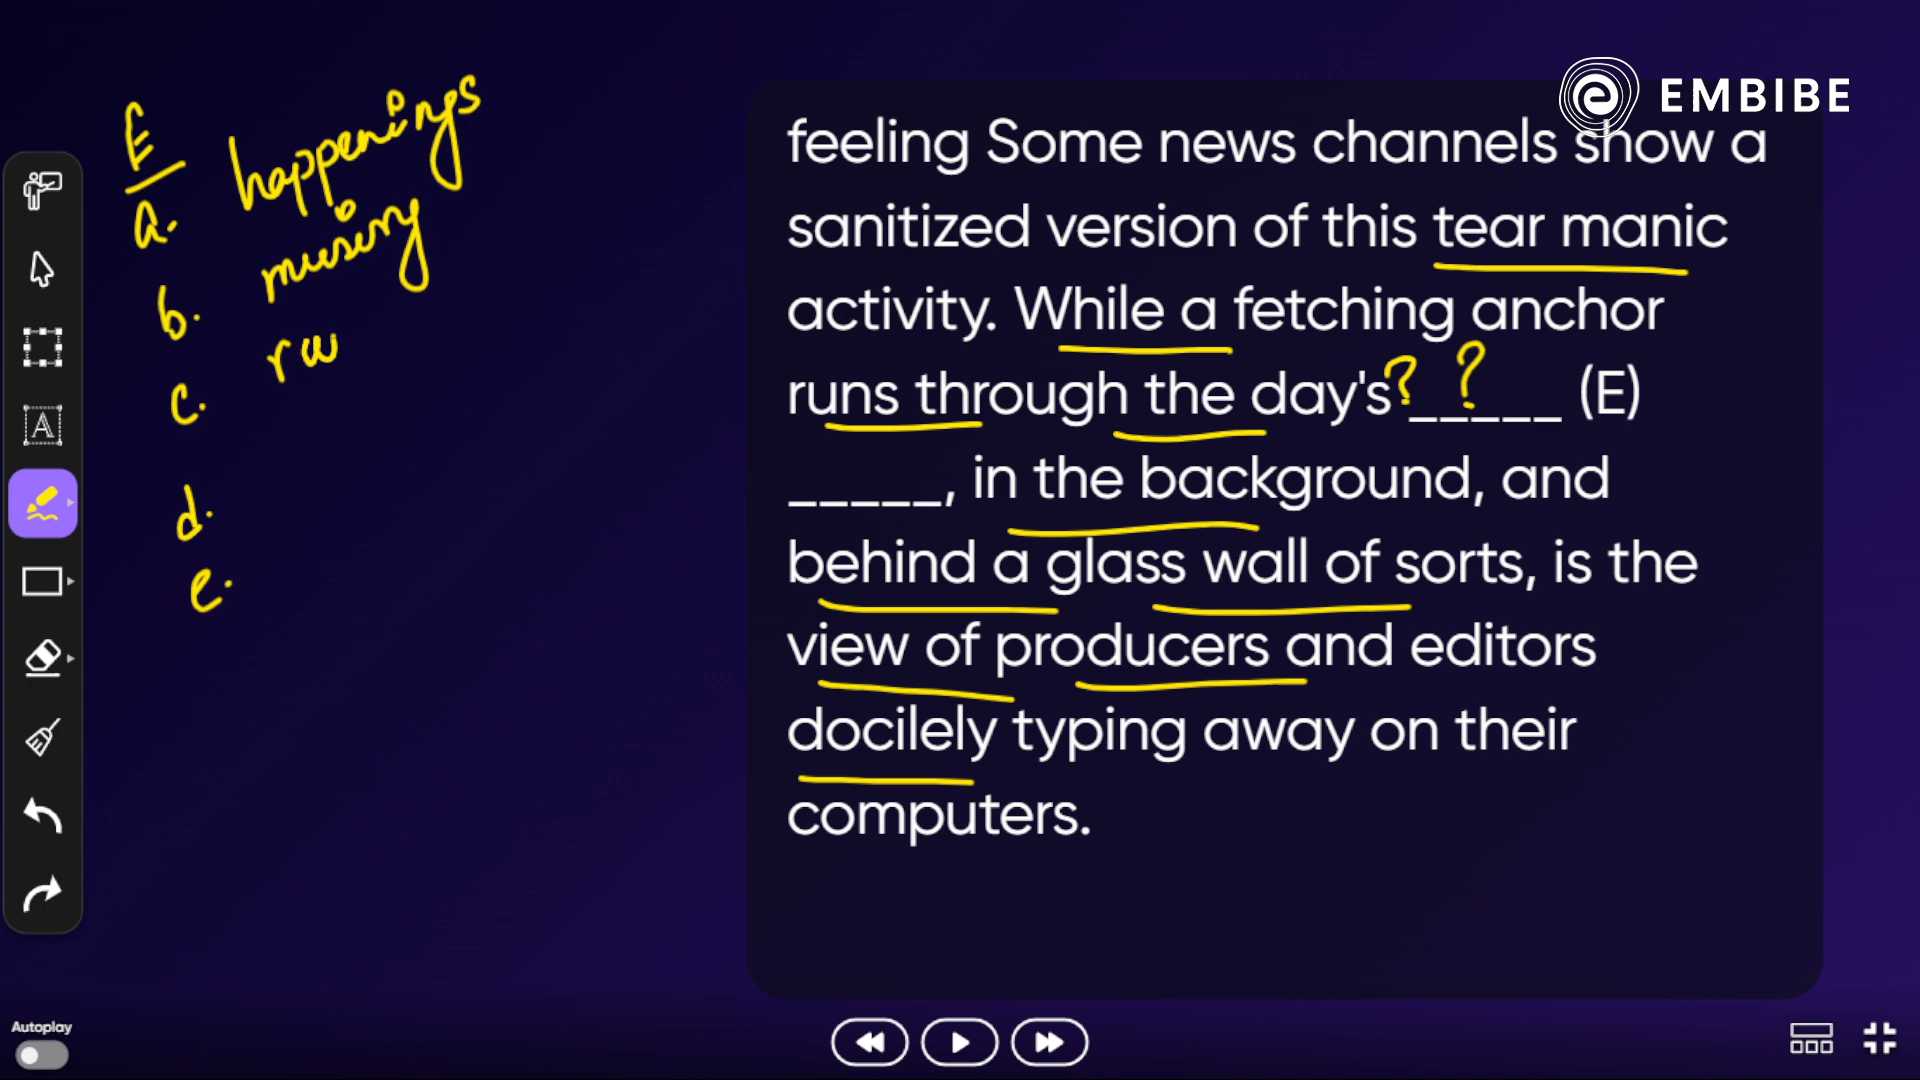 EMBIBE
E
a. happenings
b. musing
c. ra
d.
e.
feeling Some news channels show a
sanitized version of this tear manic
activity. While a fetching anchor
runs through the day's ? _?____ (E)
_____, in the background, and
behind a glass wall of sorts, is the
view of producers and editors
docilely typing away on their
computers.
Autoplay